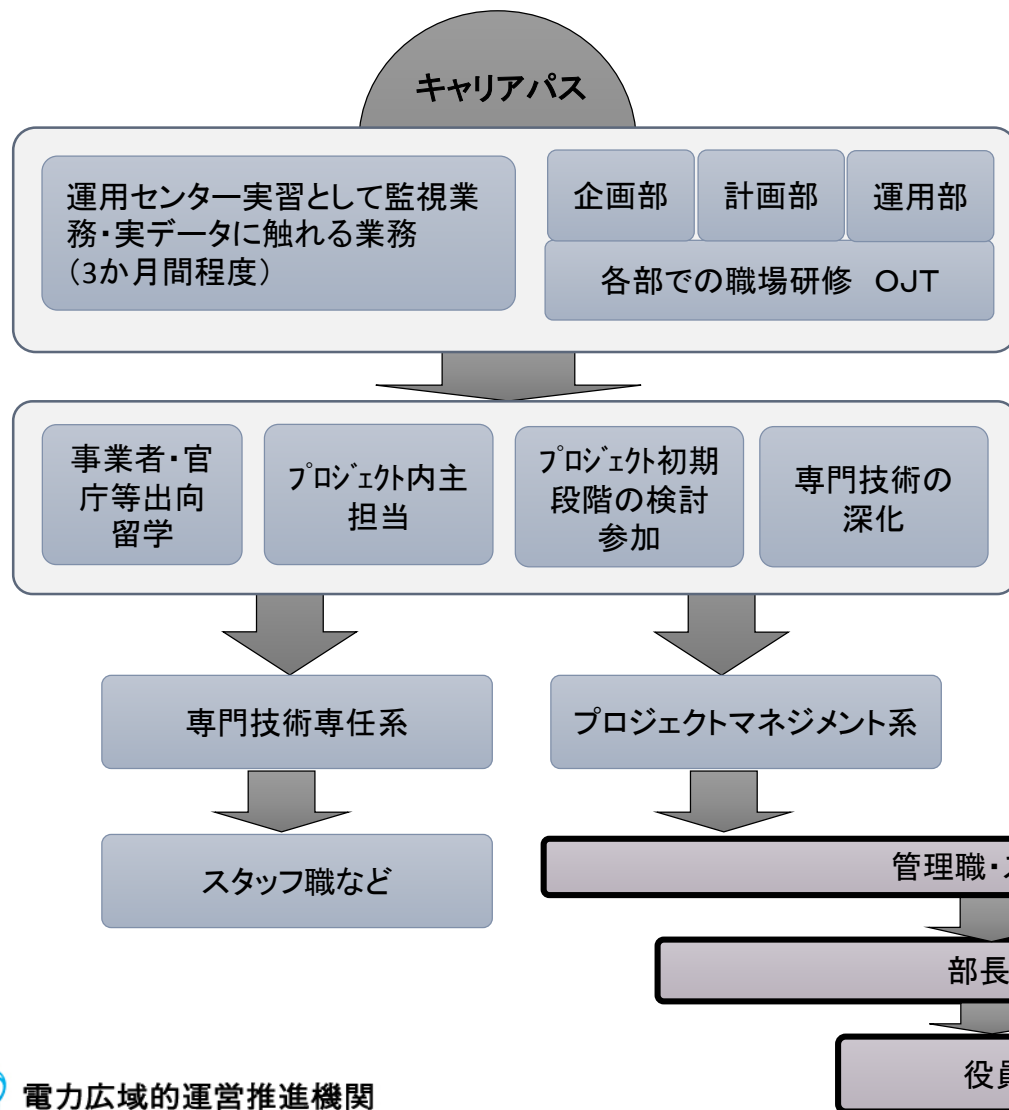 キャリアパス
運用センター実習として監視業
務・実データに触れる業務
（3か月間程度）
企画部
計画部
運用部
各部での職場研修 OJT
事業者・官
庁等出向
留学
プロジェクト内主
担当
プロジェクト初期
段階の検討
参加
専門技術の
深化
専門技術専任系
プロジェクトマネジメント系
スタッフ職など
管理職・
部長
役員
電力広域的運営推進機関